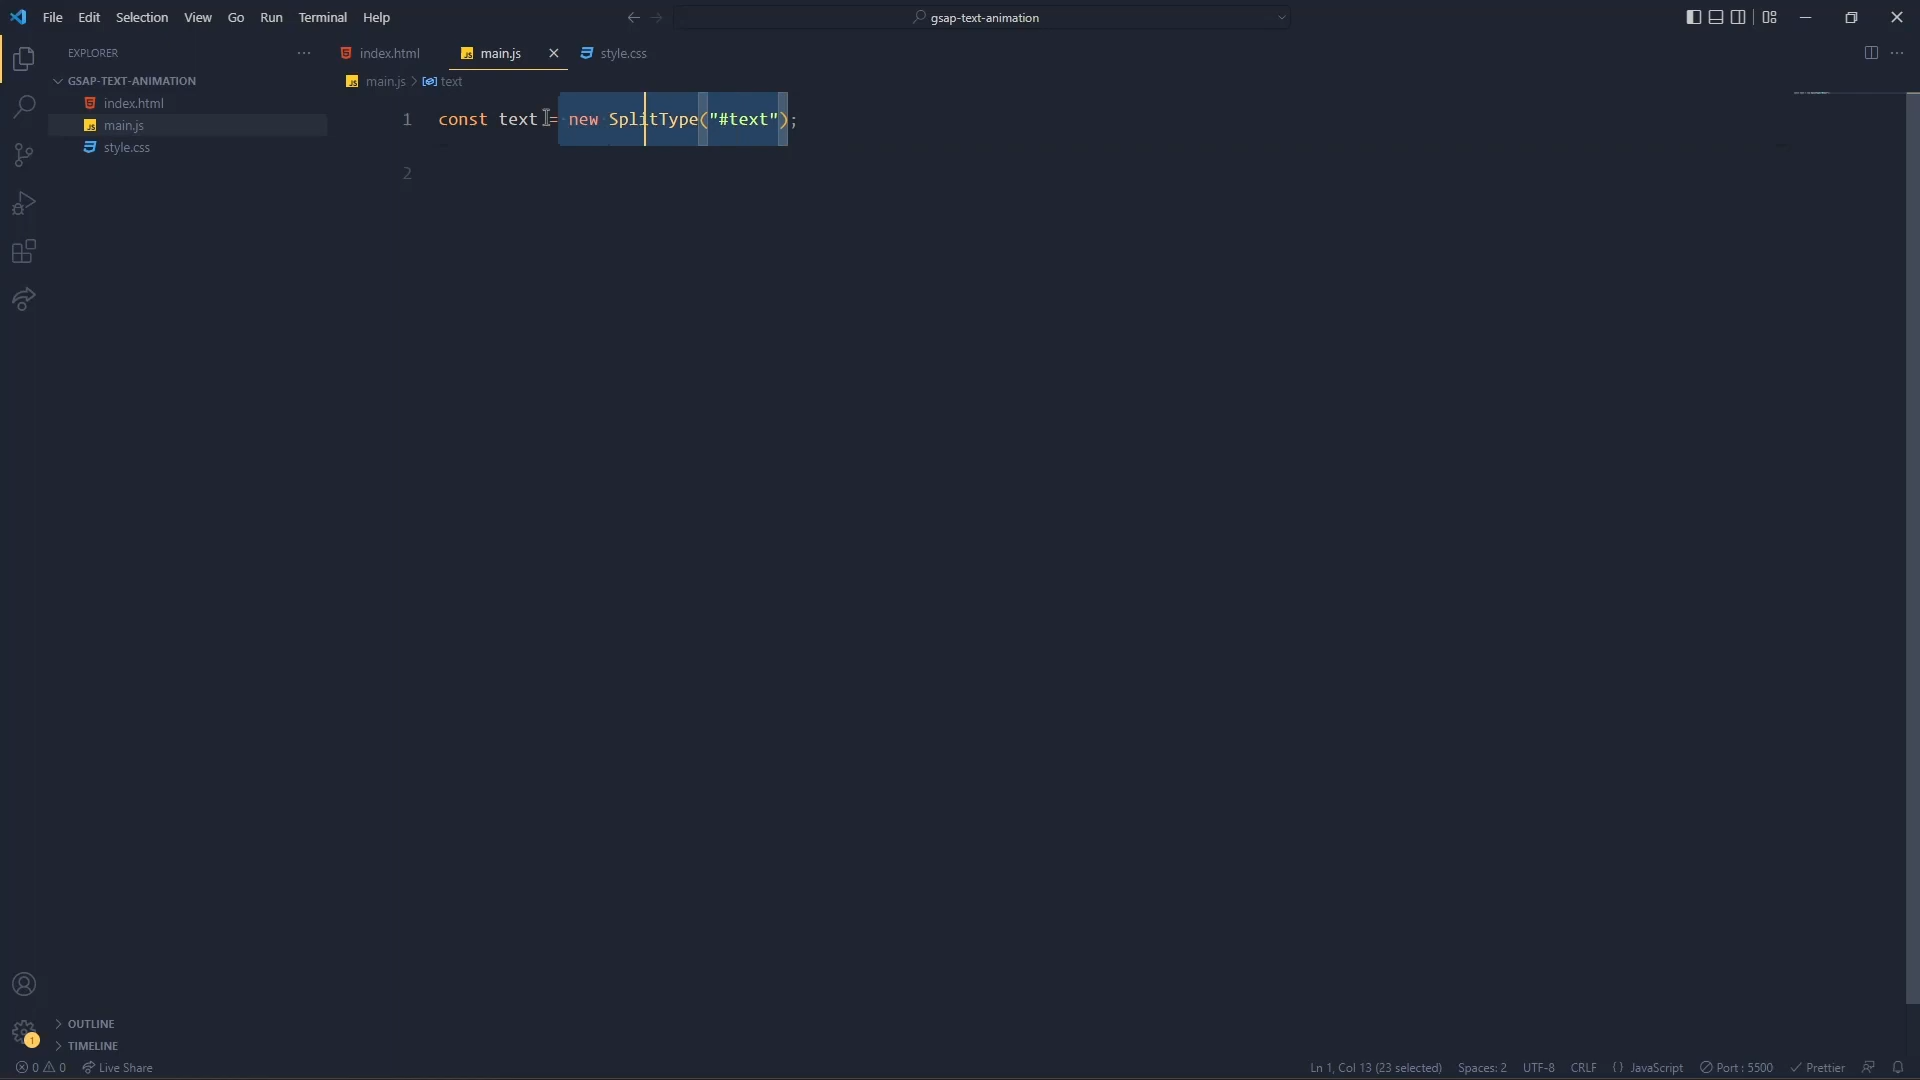 File Edit Selection View Go Run Terminal Help
gsap-text-animation
EXPLORER
index.html
main.js
style.css
GSAP-TEXT-ANIMATION
index.html
main.js
style.css
main.js > text
1 const text = new SplitType("#text");
2
OUTLINE
TIMELINE
1
0 0 Live Share
Ln 1, Col 13 (23 selected) Spaces: 2 UTF-8 CRLF JavaScript Port : 5500 Prettier